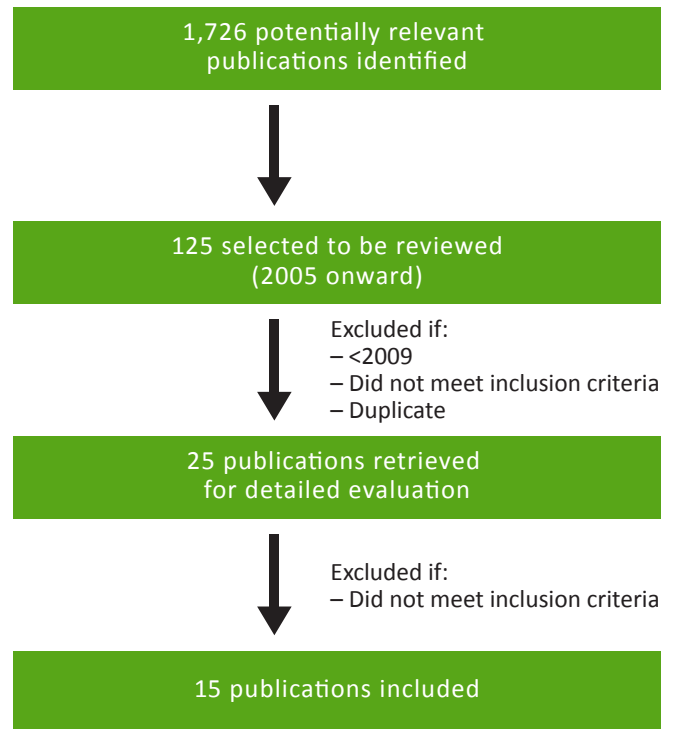 1,726 potentially relevant
publications identified
125 selected to be reviewed
(2005 onward)
Excluded if:
– <2009
– Did not meet inclusion criteria
– Duplicate
25 publications retrieved
for detailed evaluation
Excluded if:
– Did not meet inclusion criteria
15 publications included